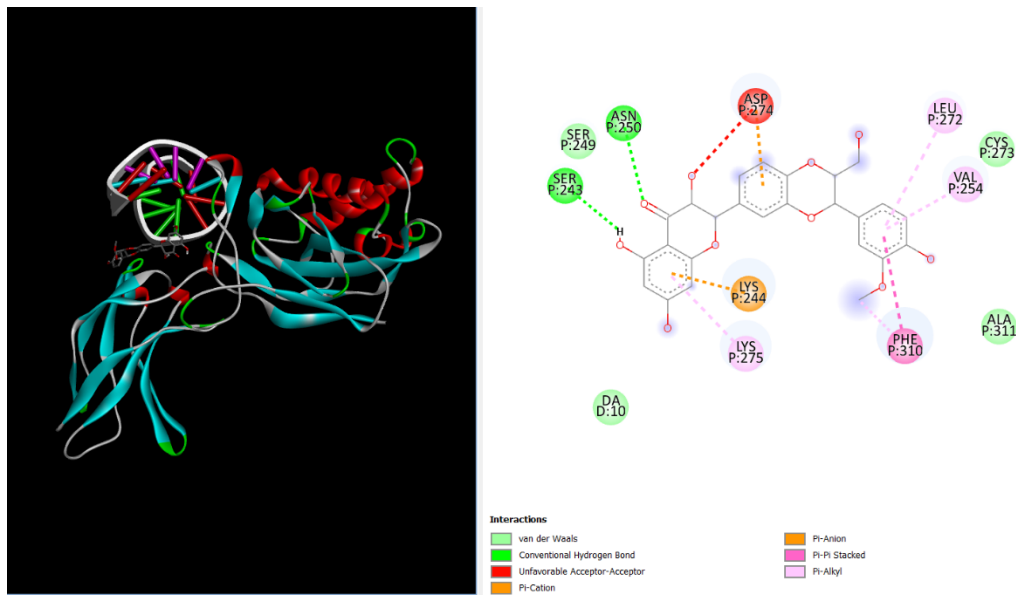 ASP
P:274
LEU
P:272
ASN
P:250
SER
P:249
CYS
P:273
VAL
P:254
SER
P:243
H
LYS
P:244
ALA
P:311
PHE
P:310
LYS
P:275
DA
D:10
Interactions
van der Waals
Conventional Hydrogen Bond
Unfavorable Acceptor-Acceptor
Pi-Cation
Pi-Anion
Pi-Pi Stacked
Pi-Alkyl